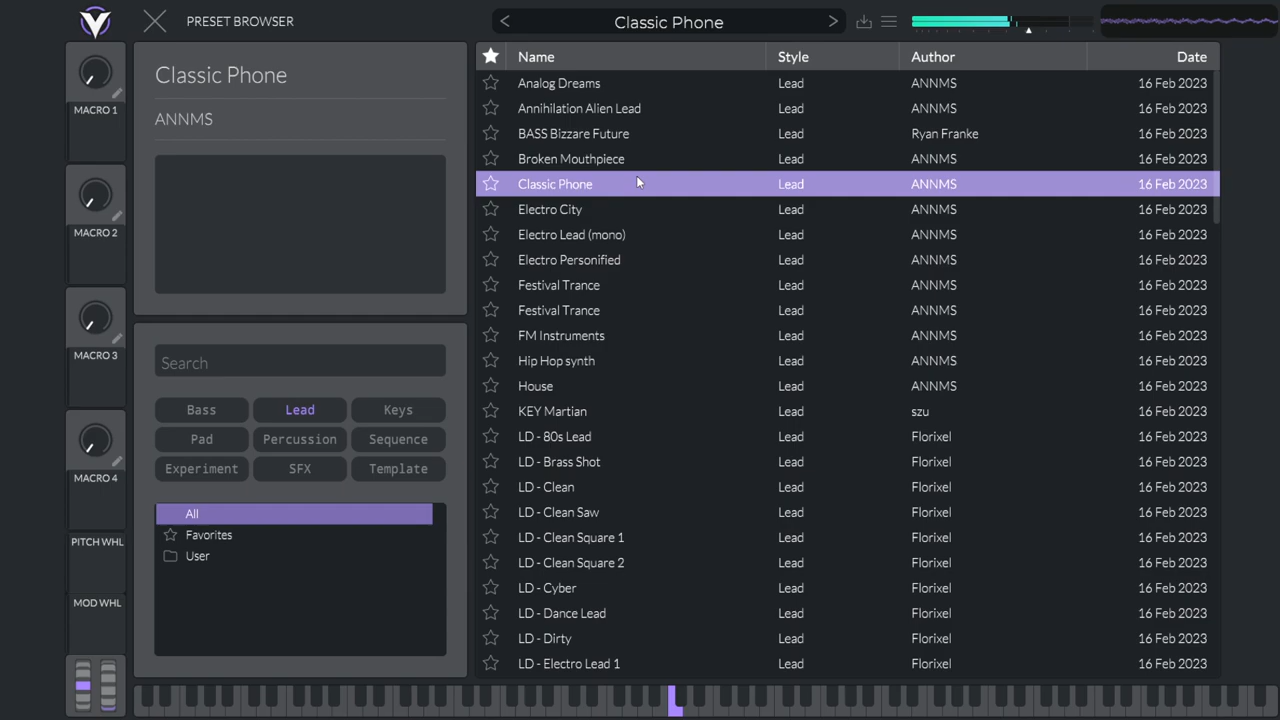 PRESET BROWSER
Classic Phone
MACRO 1
MACRO 2
MACRO 3
MACRO 4
PITCH WHL
MOD WHL
Classic Phone
ANNMS
Search
Bass Lead Keys
Pad Percussion Sequence
Experiment SFX Template
All
Favorites
User
Name Style Author Date
Analog Dreams Lead ANNMS 16 Feb 2023
Annihilation Alien Lead Lead ANNMS 16 Feb 2023
BASS Bizzare Future Lead Ryan Franke 16 Feb 2023
Broken Mouthpiece Lead ANNMS 16 Feb 2023
Classic Phone Lead ANNMS 16 Feb 2023
Electro City Lead ANNMS 16 Feb 2023
Electro Lead (mono) Lead ANNMS 16 Feb 2023
Electro Personified Lead ANNMS 16 Feb 2023
Festival Trance Lead ANNMS 16 Feb 2023
Festival Trance Lead ANNMS 16 Feb 2023
FM Instruments Lead ANNMS 16 Feb 2023
Hip Hop synth Lead ANNMS 16 Feb 2023
House Lead ANNMS 16 Feb 2023
KEY Martian Lead szu 16 Feb 2023
LD - 80s Lead Lead Florixel 16 Feb 2023
LD - Brass Shot Lead Florixel 16 Feb 2023
LD - Clean Lead Florixel 16 Feb 2023
LD - Clean Saw Lead Florixel 16 Feb 2023
LD - Clean Square 1 Lead Florixel 16 Feb 2023
LD - Clean Square 2 Lead Florixel 16 Feb 2023
LD - Cyber Lead Florixel 16 Feb 2023
LD - Dance Lead Lead Florixel 16 Feb 2023
LD - Dirty Lead Florixel 16 Feb 2023
LD - Electro Lead 1 Lead Florixel 16 Feb 2023